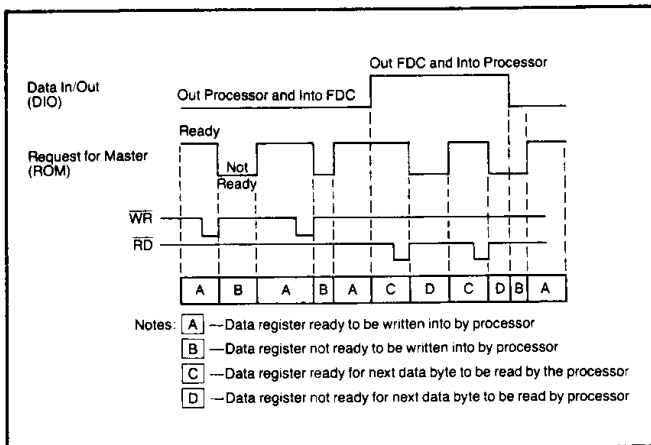 Out FDC and Into Processor
Data In/Out
(DIO)
Out Processor and Into FDC
Ready
Request for Master
(ROM)
Not
Ready
WR
RD
A B A B A C D C D B A
Notes: A —Data register ready to be written into by processor
B —Data register not ready to be written into by processor
C —Data register ready for next data byte to be read by the processor
D —Data register not ready for next data byte to be read by processor